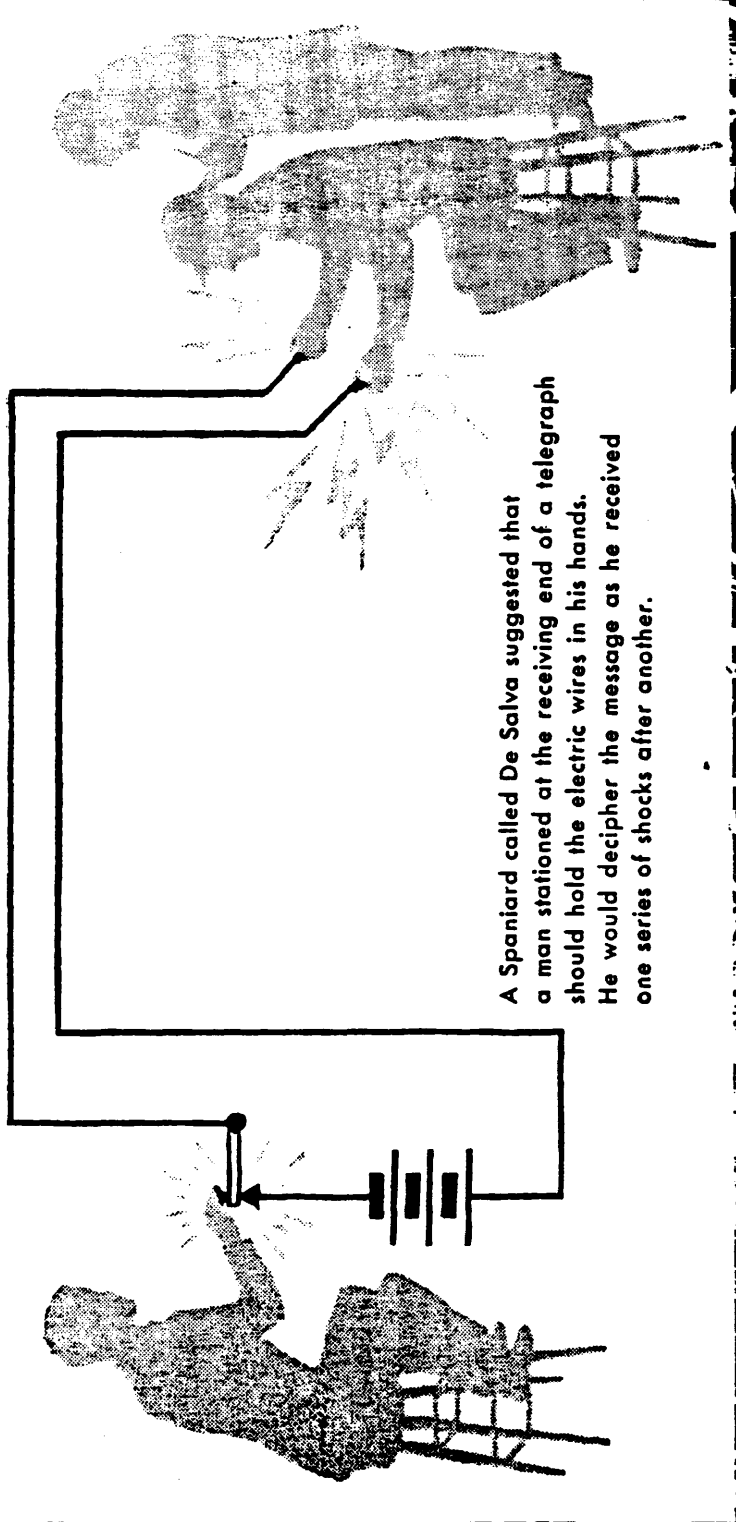 A Spaniard called De Salva suggested that
a man stationed at the receiving end of a telegraph
should hold the electric wires in his hands.
He would decipher the message as he received
one series of shocks after another.